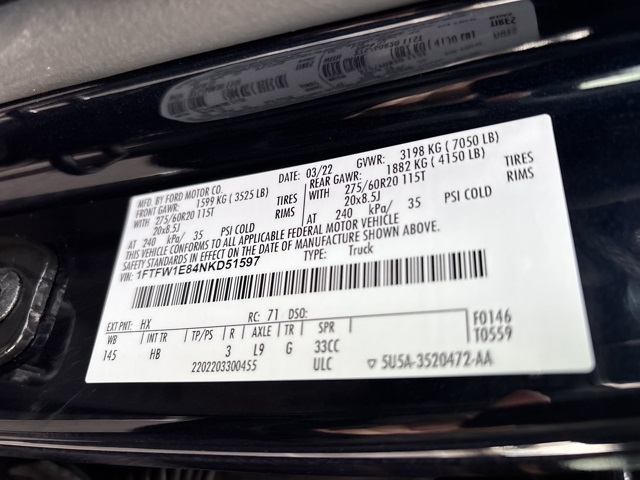 MFD. BY FORD MOTOR CO. DATE: 03/22 GVWR: 3198 KG ( 7050 LB)
FRONT GAWR: 1599 KG ( 3525 LB) REAR GAWR: 1882 KG ( 4150 LB)
WITH 275/60R20 115T TIRES WITH 275/60R20 115T TIRES
20x8.5J RIMS 20x8.5J RIMS
AT 240 kPa/ 35 PSI COLD AT 240 kPa/ 35 PSI COLD
THIS VEHICLE CONFORMS TO ALL APPLICABLE FEDERAL MOTOR VEHICLE
SAFETY STANDARDS IN EFFECT ON THE DATE OF MANUFACTURE SHOWN ABOVE.
VIN: 1FTFW1E84NKD51597 TYPE: Truck
EXT PNT: HX RC: 71 DSO: F0146
WB INT TR TP/PS R AXLE TR SPR T0559
145 HB 3 L9 G 33CC
2202203300455 ULC ▽ 5U5A-3520472-AA